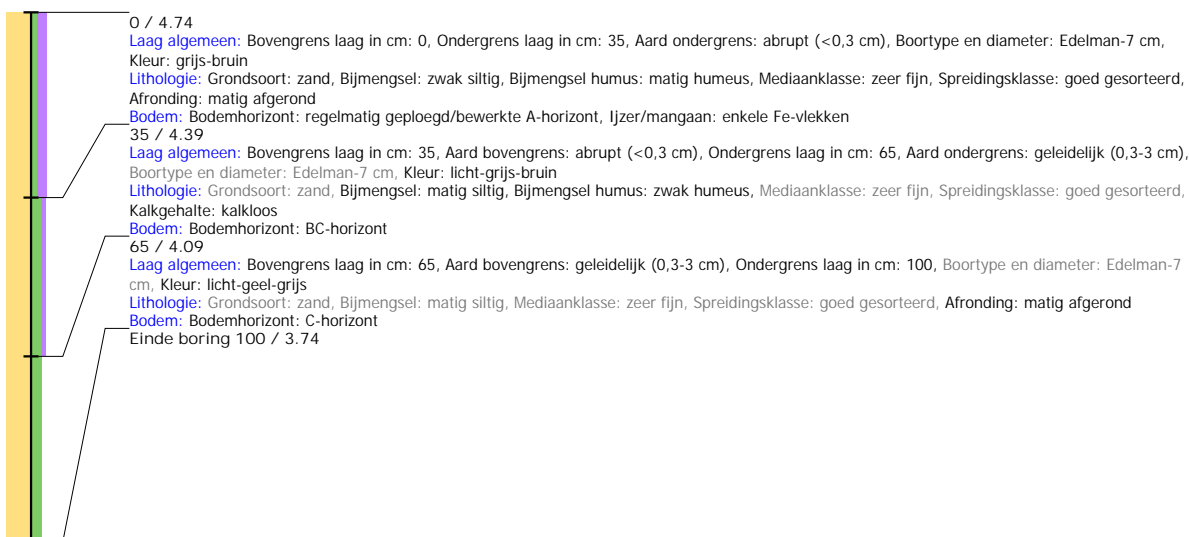 0 / 4.74
Laag algemeen: Bovengrens laag in cm: 0, Ondergrens laag in cm: 35, Aard ondergrens: abrupt (<0,3 cm), Boortype en diameter: Edelman-7 cm,
Kleur: grijs-bruin
Lithologie: Grondsoort: zand, Bijmengsel: zwak siltig, Bijmengsel humus: matig humeus, Mediaanklasse: zeer fijn, Spreidingsklasse: goed gesorteerd,
Afronding: matig afgerond
Bodem: Bodemhorizont: regelmatig geploegd/bewerkte A-horizont, Ijzer/mangaan: enkele Fe-vlekken
35 / 4.39
Laag algemeen: Bovengrens laag in cm: 35, Aard bovengrens: abrupt (<0,3 cm), Ondergrens laag in cm: 65, Aard ondergrens: geleidelijk (0,3-3 cm),
Boortype en diameter: Edelman-7 cm, Kleur: licht-grijs-bruin
Lithologie: Grondsoort: zand, Bijmengsel: matig siltig, Bijmengsel humus: zwak humeus, Mediaanklasse: zeer fijn, Spreidingsklasse: goed gesorteerd,
Kalkgehalte: kalkloos
Bodem: Bodemhorizont: BC-horizont
65 / 4.09
Laag algemeen: Bovengrens laag in cm: 65, Aard bovengrens: geleidelijk (0,3-3 cm), Ondergrens laag in cm: 100, Boortype en diameter: Edelman-7
cm, Kleur: licht-geel-grijs
Lithologie: Grondsoort: zand, Bijmengsel: matig siltig, Mediaanklasse: zeer fijn, Spreidingsklasse: goed gesorteerd, Afronding: matig afgerond
Bodem: Bodemhorizont: C-horizont
Einde boring 100 / 3.74